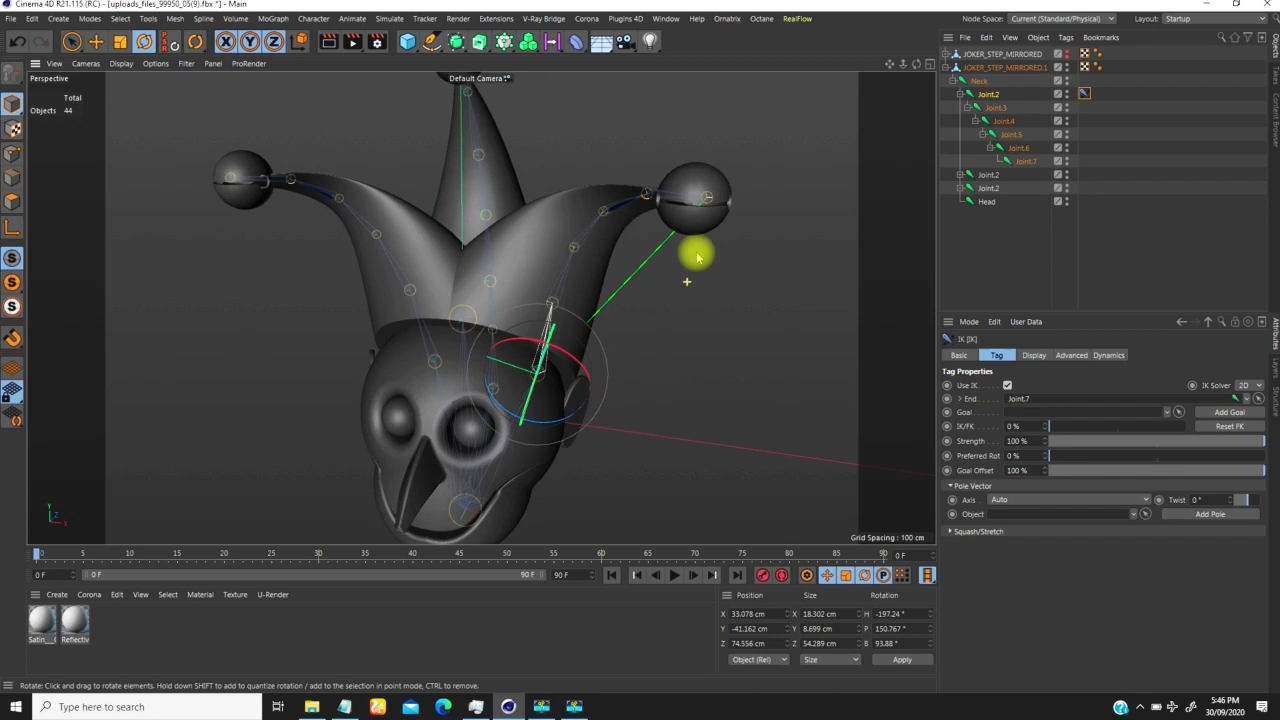 Cinema 4D R21.115 (RC) - [uploads_files_99950_05(9).fbx *] - Main
File Edit Create Modes Select Tools Mesh Spline Volume MoGraph Character Animate Simulate Tracker Render Extensions V-Ray Bridge Corona Plugins 4D Window Help Ornatrix Octane RealFlow
Node Space: Current (Standard/Physical) Layout: Startup
X Y Z
File Edit View Object Tags Bookmarks
View Cameras Display Options Filter Panel ProRender
Perspective Default Camera
Total
Objects 44
JOKER_STEP_MIRRORED
JOKER_STEP_MIRRORED.1
Neck
Joint.2
Joint.3
Joint.4
Joint.5
Joint.6
Joint.7
Joint.2
Joint.2
Head
Objects
Takes
Content Browser
Attributes
Layers
Structure
Mode Edit User Data
IK [IK]
Basic Tag Display Advanced Dynamics
Tag Properties
Use IK IK Solver 2D
End Joint.7
Goal Add Goal
IK/FK 0 % Reset FK
Strength 100 %
Preferred Rot 0 %
Goal Offset 100 %
Pole Vector
Axis Auto Twist 0 °
Object Add Pole
Squash/Stretch
Y
Z
X
Grid Spacing : 100 cm
0 5 10 15 20 25 30 35 40 45 50 55 60 65 70 75 80 85 90 0 F
0 F 0 F 90 F 90 F
Create Corona Edit View Select Material Texture U-Render
Satin__C Reflectiv
Position Size Rotation
X 33.078 cm X 18.302 cm H -197.24 °
Y -41.162 cm Y 8.699 cm P 150.767 °
Z 74.556 cm Z 54.289 cm B 93.88 °
Object (Rel) Size Apply
Rotate: Click and drag to rotate elements. Hold down SHIFT to add to quantize rotation / add to the selection in point mode, CTRL to remove.
Type here to search
5:46 PM
30/09/2020